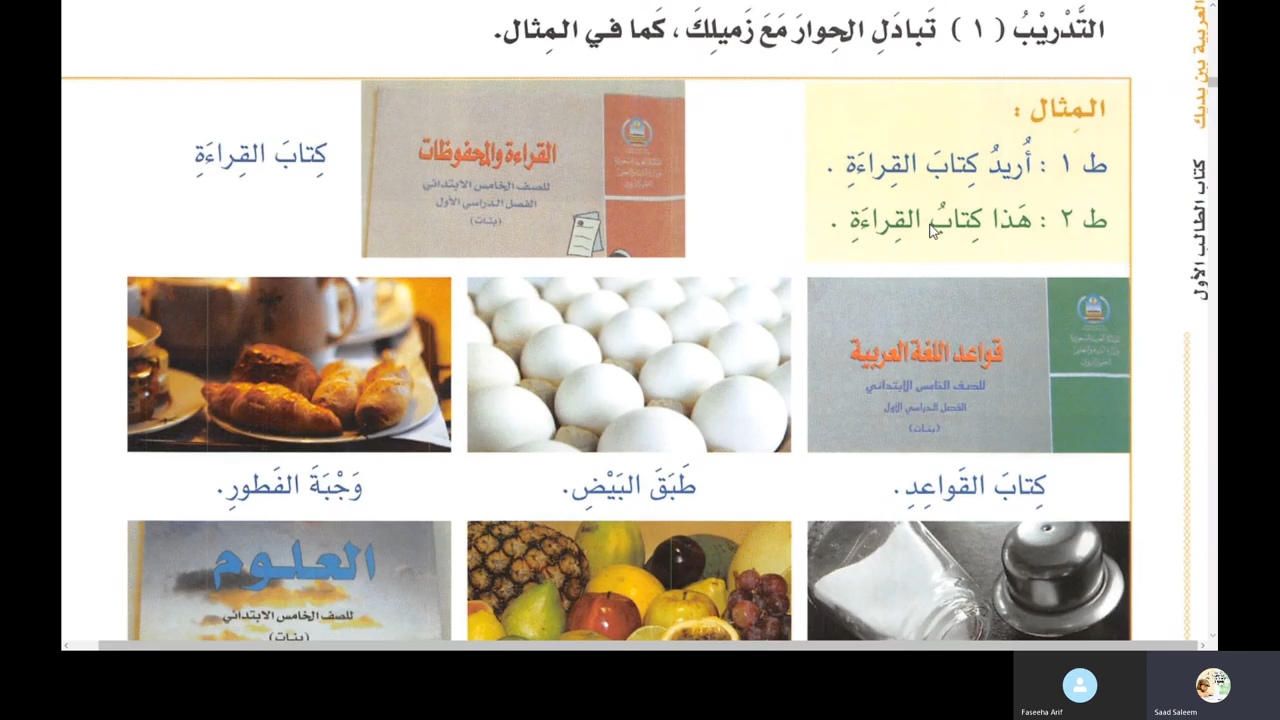 التَّدْرِيْبُ ( ١ ) تَبادَلِ الحِوارَ مَعَ زَميلِكَ ، كَما في المِثال.
المِثال :
ط ١ : أُريدُ كِتابَ القِراءَةِ .
ط ٢ : هَذا كِتابُ القِراءَةِ .
القراءة والمحفوظات
للصف الخامس الابتدائي
الفصل الدراسي الأول
(بنات)
كِتابَ القِراءَةِ
قواعد اللغة العربية
للصف الخامس الابتدائي
الفصل الدراسي الأول
(بنات)
كِتابَ القَواعِدِ.
طَبَقَ البَيْضِ.
وَجْبَةَ الفَطورِ.
العلوم
للصف الخامس الابتدائي
(بنات)
العربية بين يديك
كتاب الطالب الأول
Faseeha Arif
Saad Saleem